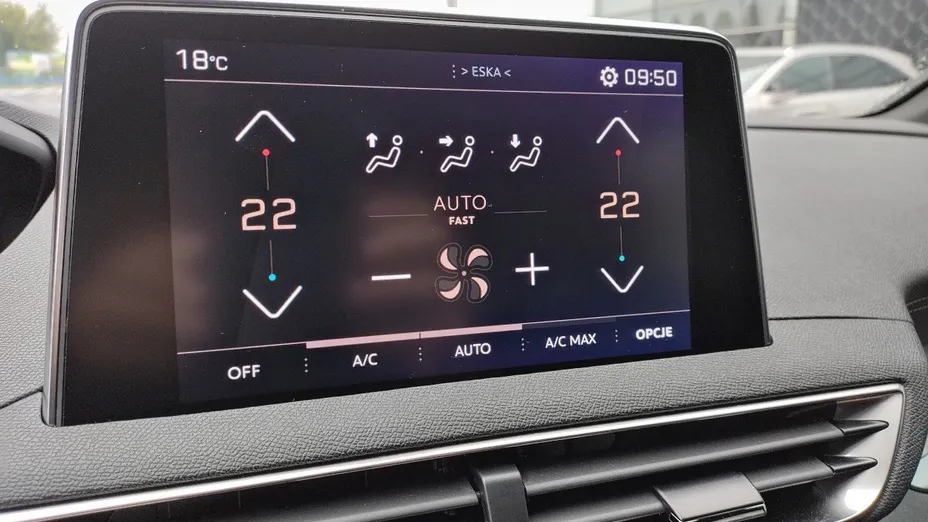 18°C
> ESKA <
09:50
22
22
AUTO
FAST
OFF
A/C
AUTO
A/C MAX
OPCJE